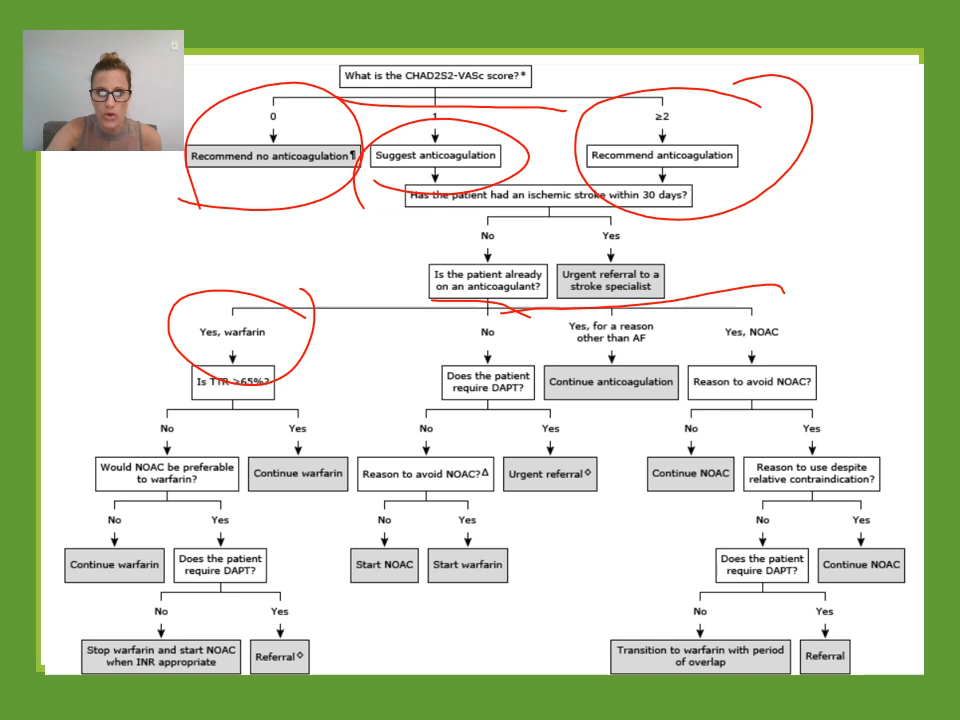 What is the CHAD2S2-VASc score?*
0
1
≥2
Recommend no anticoagulation¶
Suggest anticoagulation
Recommend anticoagulation
Has the patient had an ischemic stroke within 30 days?
No
Yes
Is the patient already
on an anticoagulant?
Urgent referral to a
stroke specialist
Yes, warfarin
No
Yes, for a reason
other than AF
Yes, NOAC
Is TTR >65%?
Does the patient
require DAPT?
Continue anticoagulation
Reason to avoid NOAC?
No
Yes
No
Yes
No
Yes
Would NOAC be preferable
to warfarin?
Continue warfarin
Reason to avoid NOAC?Δ
Urgent referral◇
Continue NOAC
Reason to use despite
relative contraindication?
No
Yes
No
Yes
No
Yes
Continue warfarin
Does the patient
require DAPT?
Start NOAC
Start warfarin
Does the patient
require DAPT?
Continue NOAC
No
Yes
No
Yes
Stop warfarin and start NOAC
when INR appropriate
Referral◇
Transition to warfarin with period
of overlap
Referral